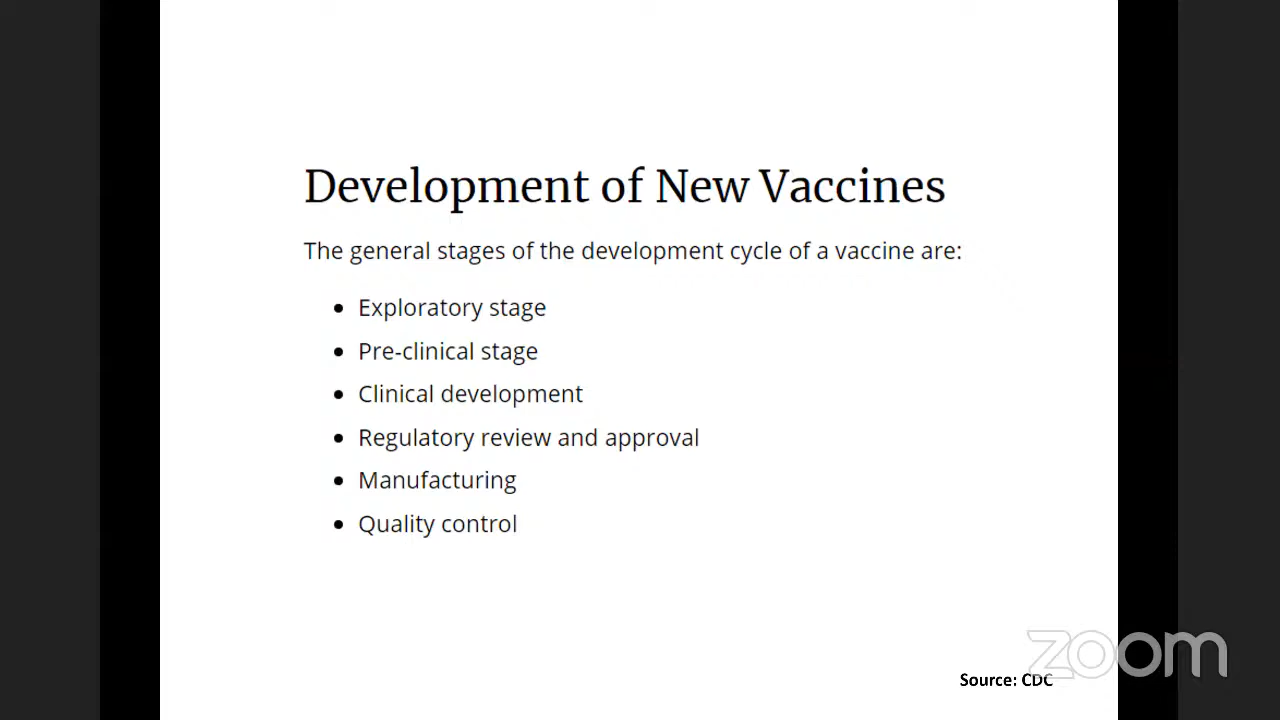 Development of New Vaccines
The general stages of the development cycle of a vaccine are:
• Exploratory stage
• Pre-clinical stage
• Clinical development
• Regulatory review and approval
• Manufacturing
• Quality control
zoom
Source: CDC